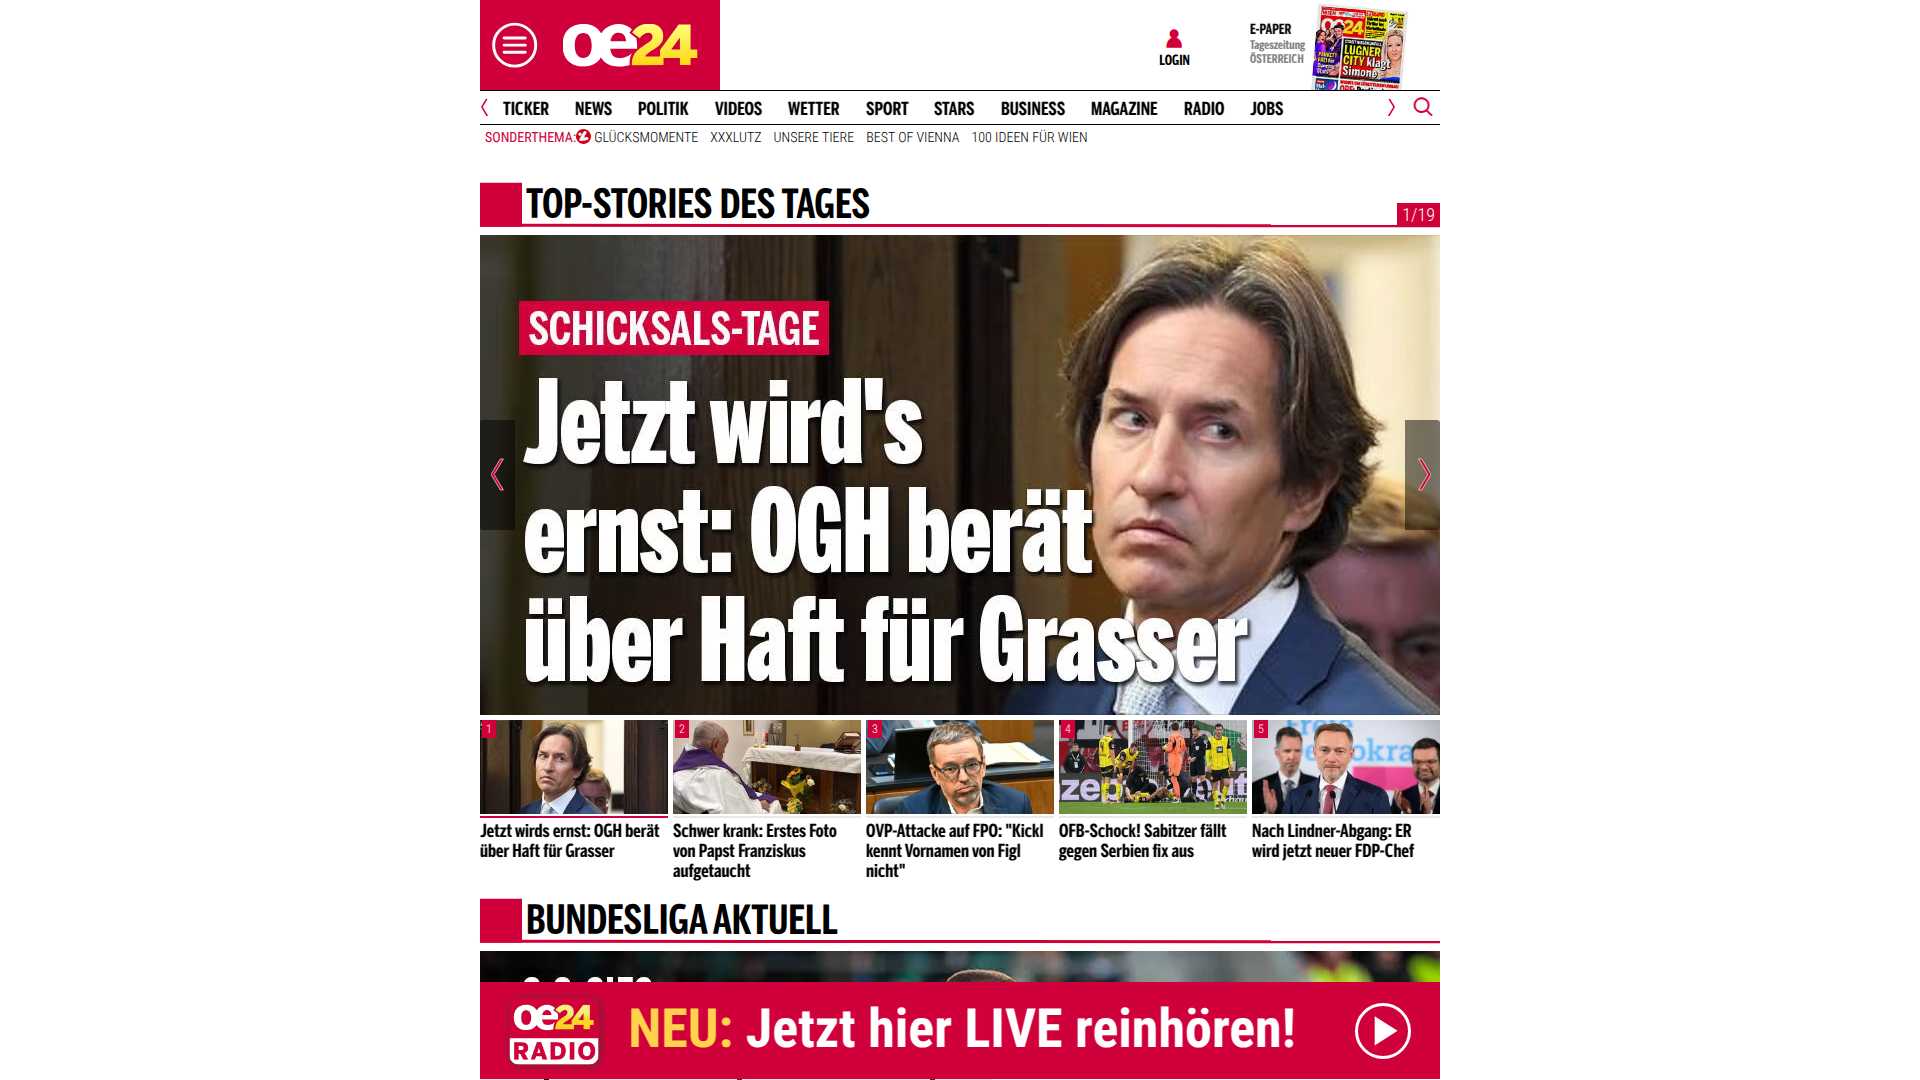 oe24
LOGIN
E-PAPER
Tageszeitung
ÖSTERREICH
oe24
LUGNER
CITY klagt
Simone
TICKER NEWS POLITIK VIDEOS WETTER SPORT STARS BUSINESS MAGAZINE RADIO JOBS
SONDERTHEMA: GLÜCKSMOMENTE XXXLUTZ UNSERE TIERE BEST OF VIENNA 100 IDEEN FÜR WIEN
TOP-STORIES DES TAGES
1/19
SCHICKSALS-TAGE
Jetzt wird's
ernst: OGH berät
über Haft für Grasser
1
2
3
4
5
Jetzt wirds ernst: OGH berät
über Haft für Grasser
Schwer krank: Erstes Foto
von Papst Franziskus
aufgetaucht
ÖVP-Attacke auf FPÖ: "Kickl
kennt Vornamen von Figl
nicht"
ÖFB-Schock! Sabitzer fällt
gegen Serbien fix aus
Nach Lindner-Abgang: ER
wird jetzt neuer FDP-Chef
BUNDESLIGA AKTUELL
oe24
RADIO
NEU: Jetzt hier LIVE reinhören!